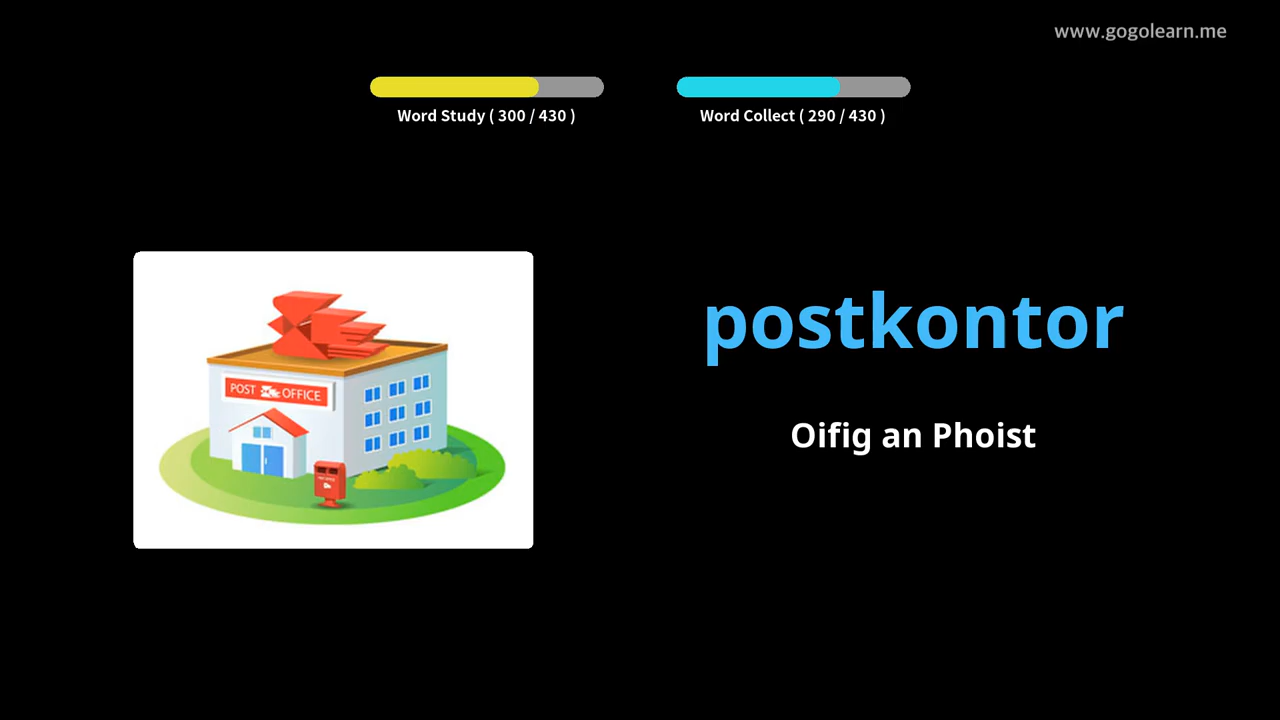 www.gogolearn.me
Word Study ( 300 / 430 )
Word Collect ( 290 / 430 )
postkontor
Oifig an Phoist
POST OFFICE